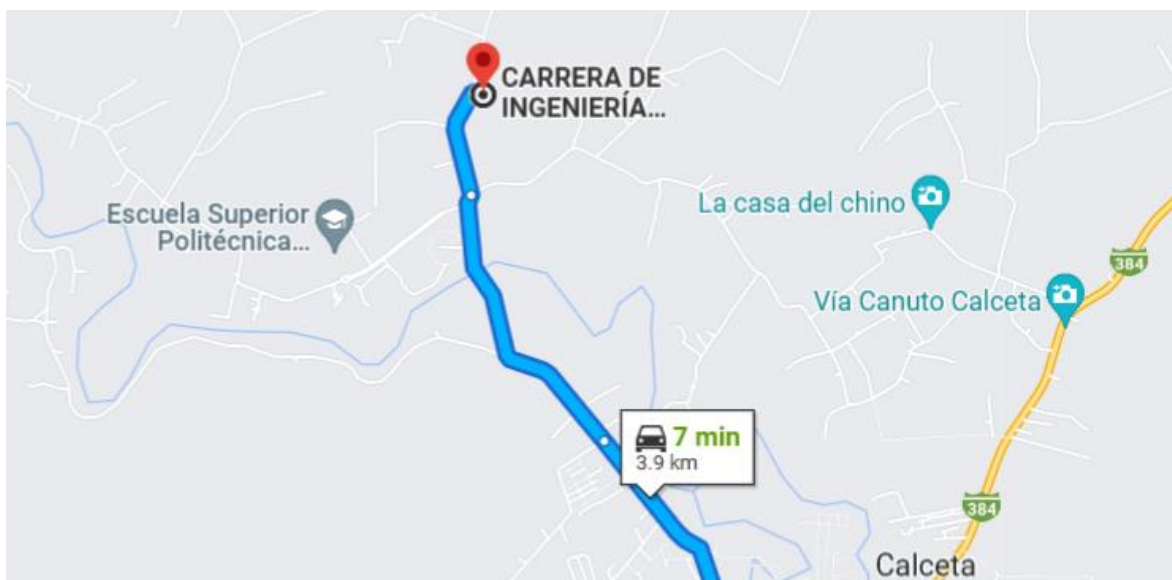 CARRERA DE
INGENIERÍA...
Escuela Superior
Politécnica...
La casa del chino
384
Vía Canuto Calceta
7 min
3.9 km
384
Calceta